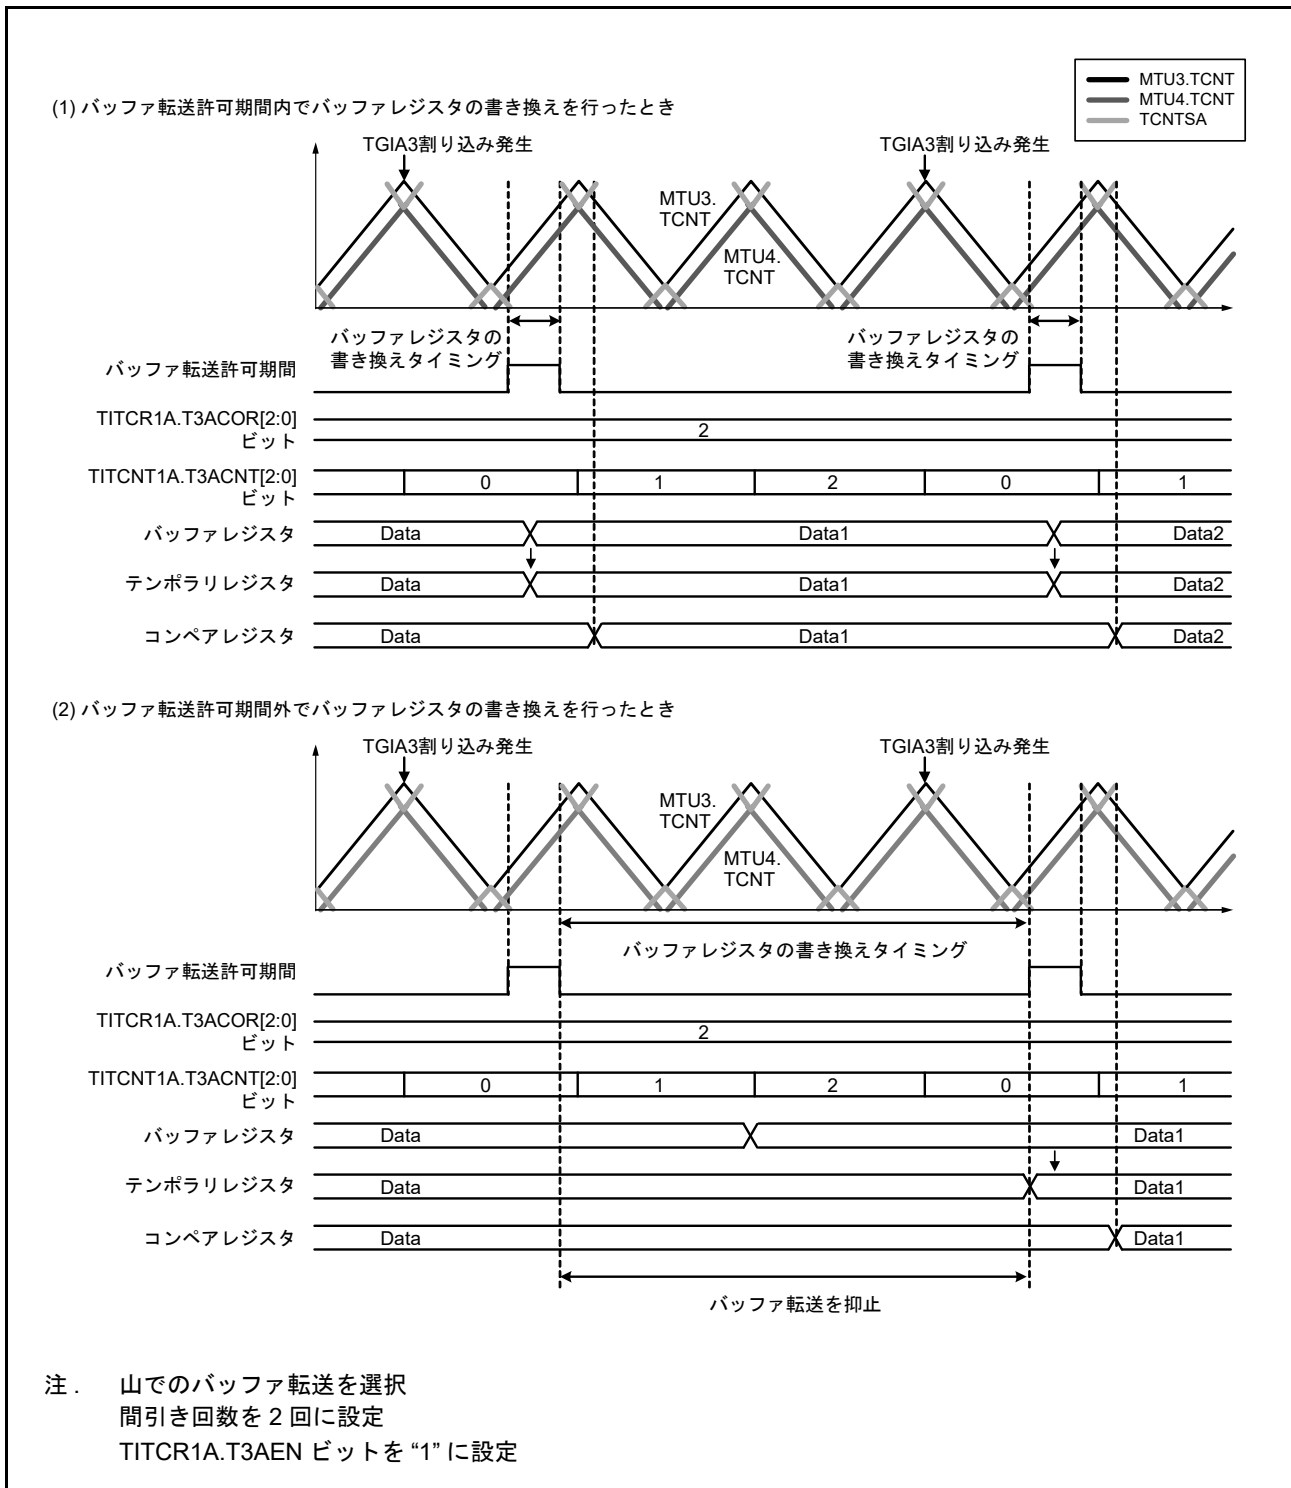 MTU3.TCNT
MTU4.TCNT
TCNTSA
(1) バッファ転送許可期間内でバッファレジスタの書き換えを行ったとき
TGIA3割り込み発生
TGIA3割り込み発生
MTU3.
TCNT
MTU4.
TCNT
バッファレジスタの
書き換えタイミング
バッファレジスタの
書き換えタイミング
バッファ転送許可期間
TITCR1A.T3ACOR[2:0]
ビット
2
TITCNT1A.T3ACNT[2:0]
ビット
0 1 2 0 1
バッファレジスタ Data Data1 Data2
テンポラリレジスタ Data Data1 Data2
コンペアレジスタ Data Data1 Data2
(2) バッファ転送許可期間外でバッファレジスタの書き換えを行ったとき
TGIA3割り込み発生
TGIA3割り込み発生
MTU3.
TCNT
MTU4.
TCNT
バッファレジスタの書き換えタイミング
バッファ転送許可期間
TITCR1A.T3ACOR[2:0]
ビット
2
TITCNT1A.T3ACNT[2:0]
ビット
0 1 2 0 1
バッファレジスタ Data Data1
テンポラリレジスタ Data Data1
コンペアレジスタ Data Data1
バッファ転送を抑止
注 . 山でのバッファ転送を選択
間引き回数を 2 回に設定
TITCR1A.T3AEN ビットを “1” に設定